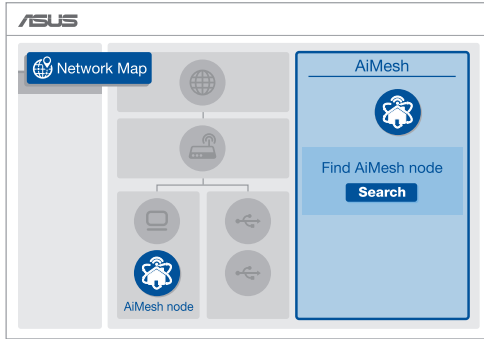 ASUS
Network Map
AiMesh
Find AiMesh node
Search
AiMesh node